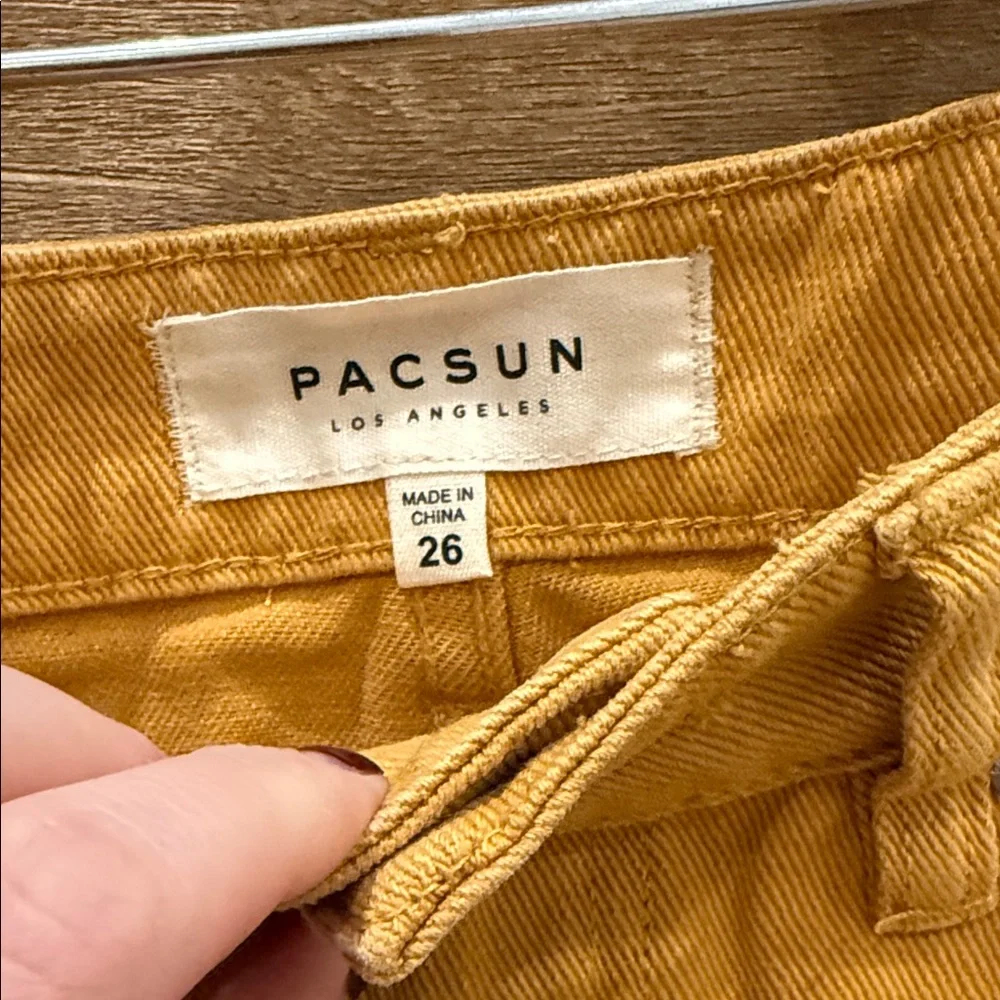 PACSUN
LOS ANGELES
MADE IN
CHINA
26